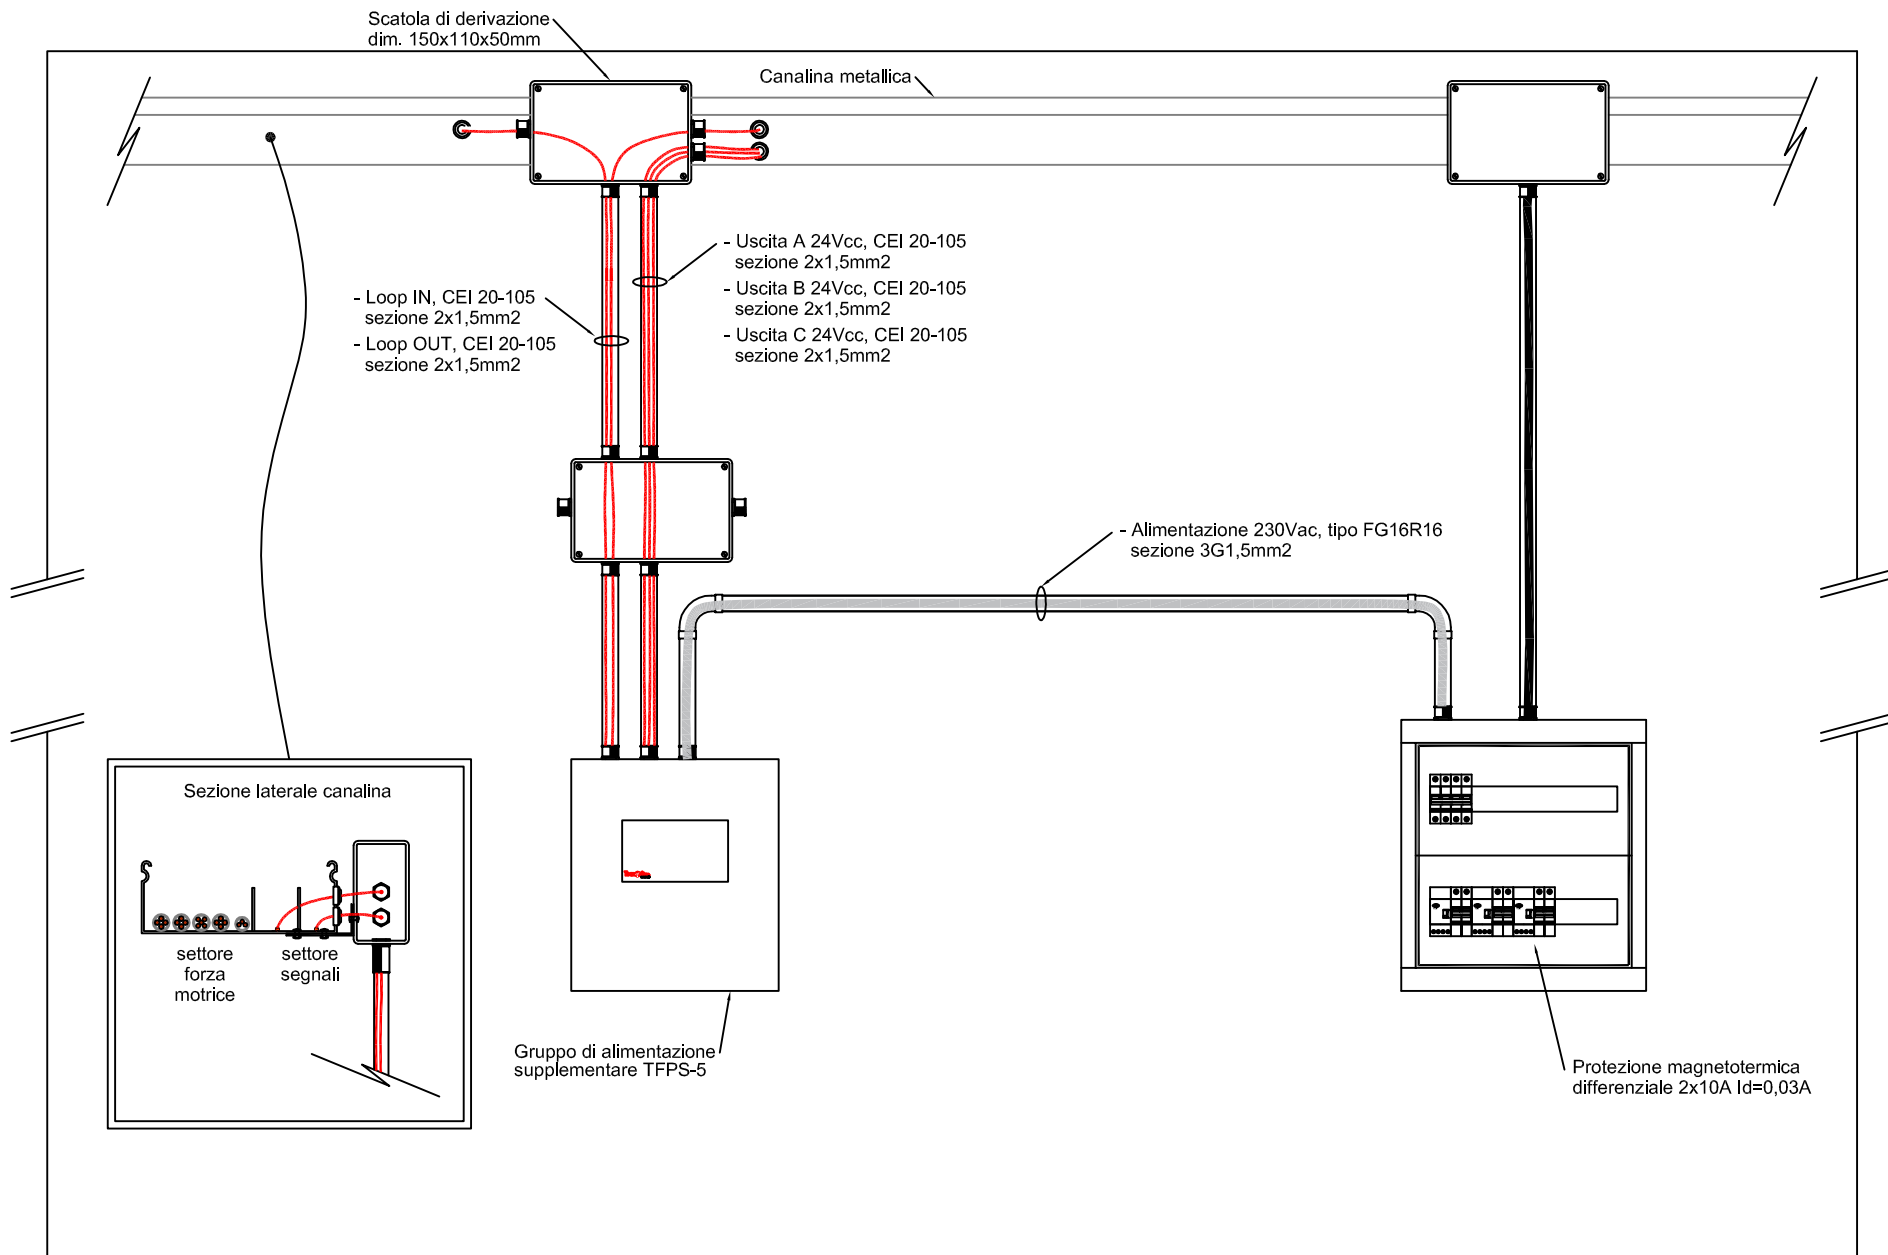 Scatola di derivazione
dim. 150x110x50mm
Canalina metallica
- Uscita A 24Vcc, CEI 20-105
sezione 2x1,5mm2
- Uscita B 24Vcc, CEI 20-105
sezione 2x1,5mm2
- Uscita C 24Vcc, CEI 20-105
sezione 2x1,5mm2
- Loop IN, CEI 20-105
sezione 2x1,5mm2
- Loop OUT, CEI 20-105
sezione 2x1,5mm2
- Alimentazione 230Vac, tipo FG16R16
sezione 3G1,5mm2
Sezione laterale canalina
settore
forza
motrice
settore
segnali
Gruppo di alimentazione
supplementare TFPS-5
Protezione magnetotermica
differenziale 2x10A Id=0,03A